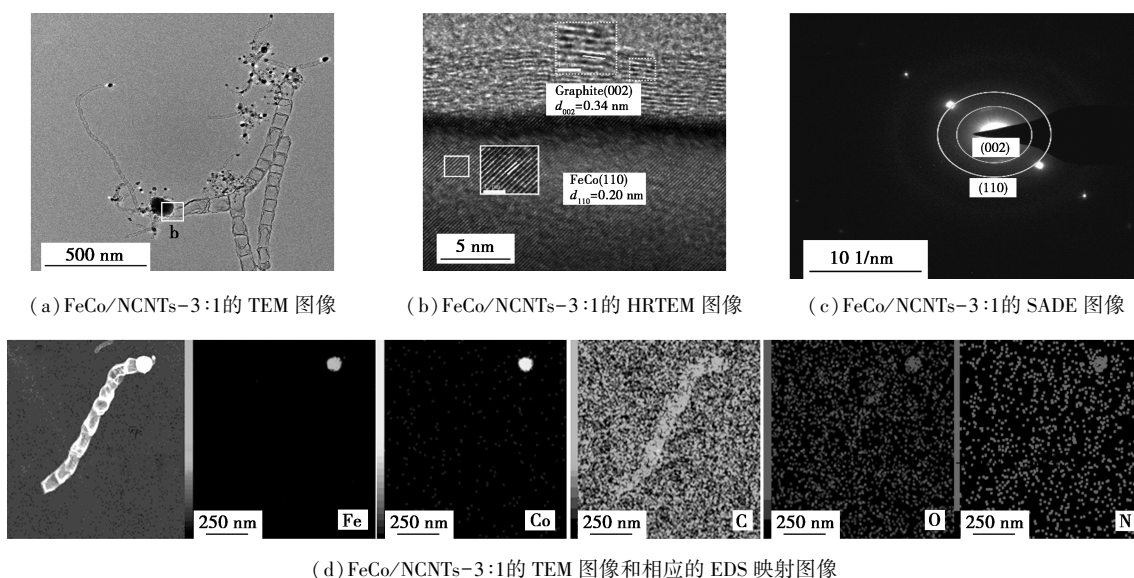 500 nm
b
Graphite(002)
d002=0.34 nm
FeCo(110)
d110=0.20 nm
5 nm
(002)
(110)
10 1/nm
(a)FeCo/NCNTs-3:1的 TEM 图像
(b)FeCo/NCNTs-3:1的 HRTEM 图像
(c)FeCo/NCNTs-3:1的 SADE 图像
250 nm
Fe
250 nm
Co
250 nm
C
250 nm
O
250 nm
N
(d)FeCo/NCNTs-3:1的 TEM 图像和相应的 EDS 映射图像